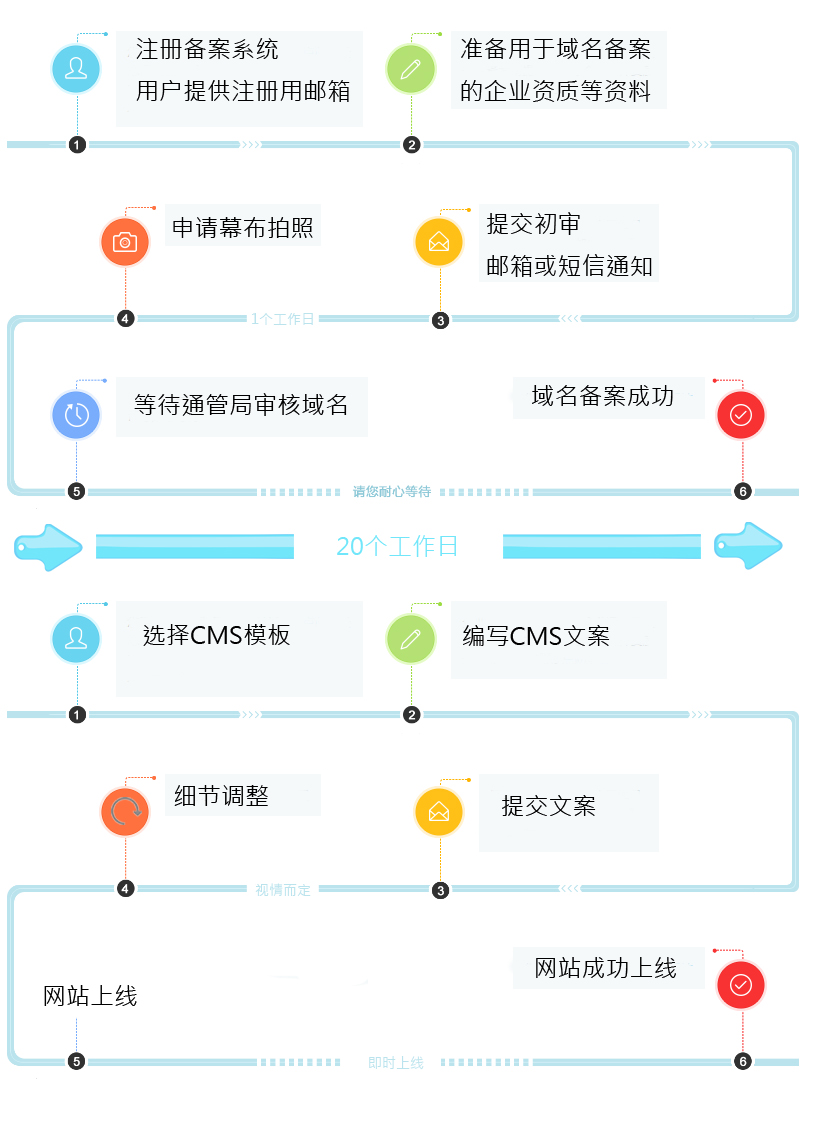 注册备案系统
用户提供注册用邮箱
准备用于域名备案
的企业资质等资料
1
2
申请幕布拍照
提交初审
邮箱或短信通知
4
3
1个工作日
等待通管局审核域名
域名备案成功
5
请您耐心等待
6
20个工作日
选择CMS模板
编写CMS文案
1
2
细节调整
提交文案
4
视情而定
3
网站上线
网站成功上线
5
即时上线
6